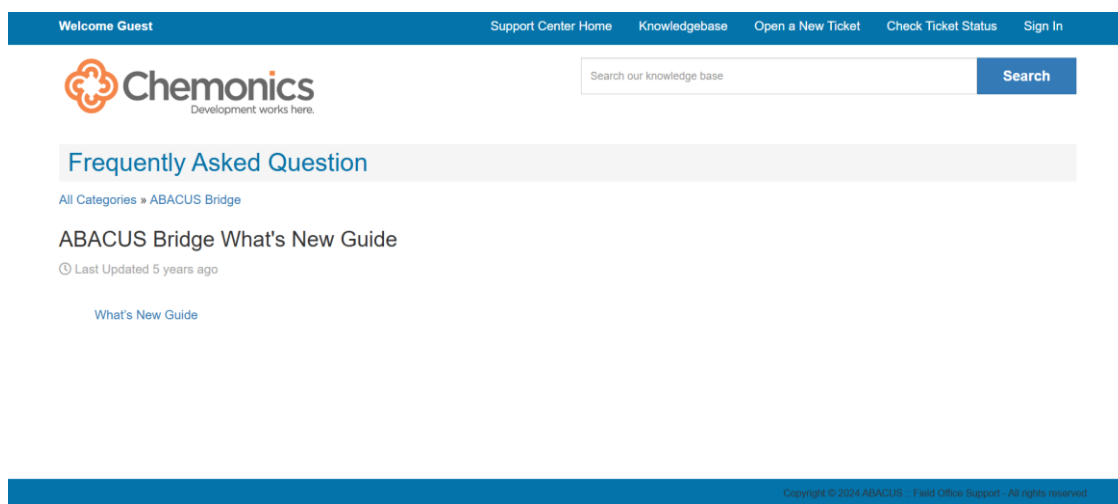 Welcome Guest Support Center Home Knowledgebase Open a New Ticket Check Ticket Status Sign In
Chemonics
Development works here.
Search our knowledge base Search
Frequently Asked Question
All Categories » ABACUS Bridge
ABACUS Bridge What's New Guide
Last Updated 5 years ago
What's New Guide
Copyright © 2024 ABACUS :: Field Office Support - All rights reserved